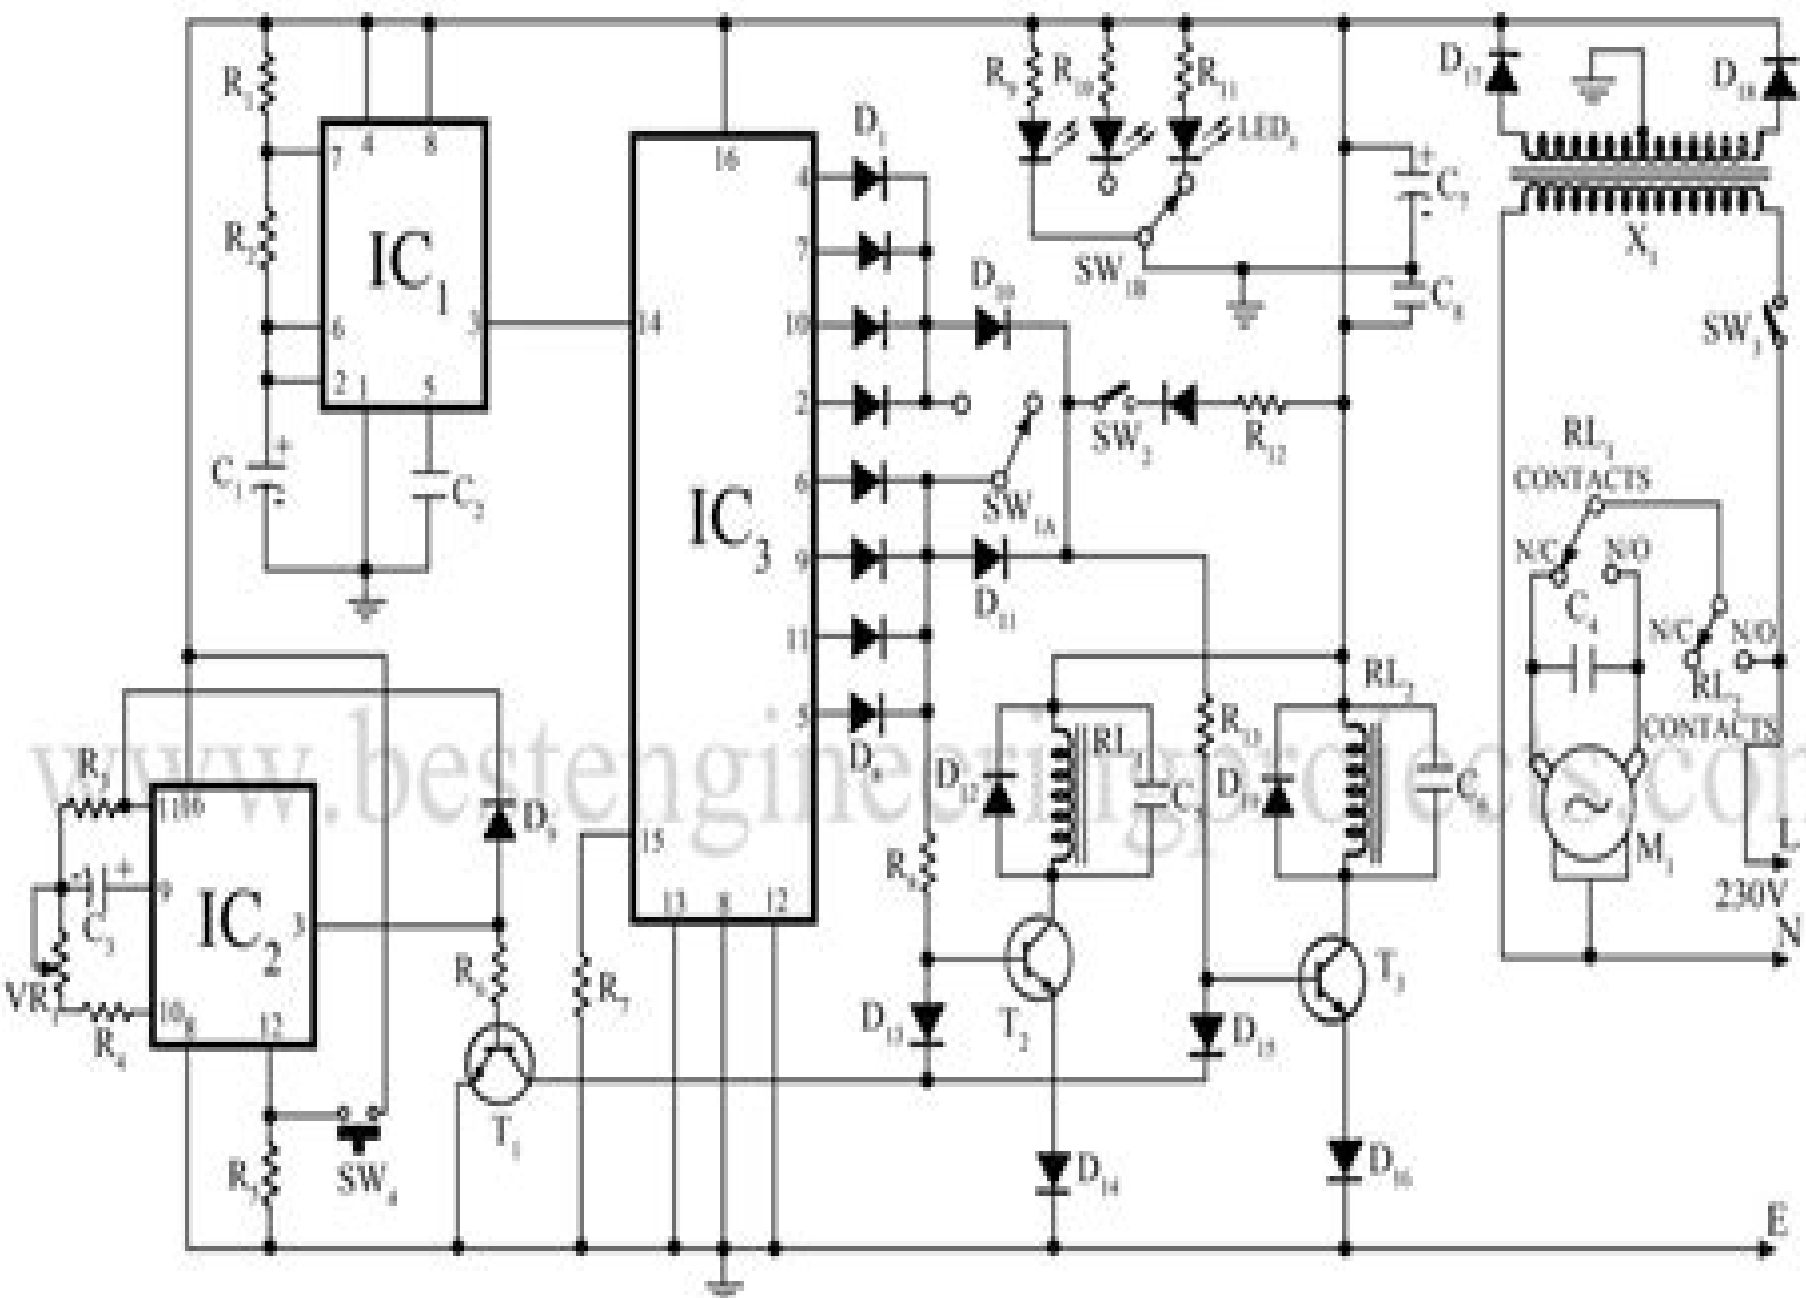 R1
4
8
7
R2
IC1
3
6
2
1
5
C1
+
-
C2
16
14
IC3
4
7
10
2
6
9
11
5
15
13
8
12
D1
D8
D10
D11
R9
R10
R11
LED3
SW1B
SW1A
SW2
R12
+
C7
-
C8
D17
D18
X1
SW3
RL1
CONTACTS
N/C
N/O
C4
N/C
N/O
RL2
CONTACTS
M1
L
230V
N
E
www.bestengineeringprojects.com
R3
11
16
C3
-
+
9
IC2
3
VR1
R4
10
8
12
R5
SW4
D9
R6
T1
R7
R8
D12
RL1
C5
R13
RL2
C6
D13
T2
D15
T3
D14
D16